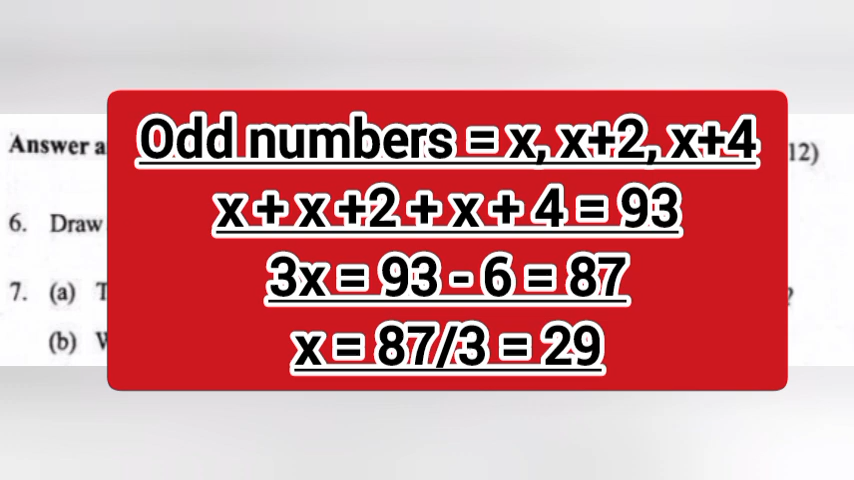 Odd numbers = x, x+2, x+4
x + x +2 + x + 4 = 93
3x = 93 - 6 = 87
x = 87/3 = 29
Answer a
12)
6. Draw
7. (a) T
?
(b)